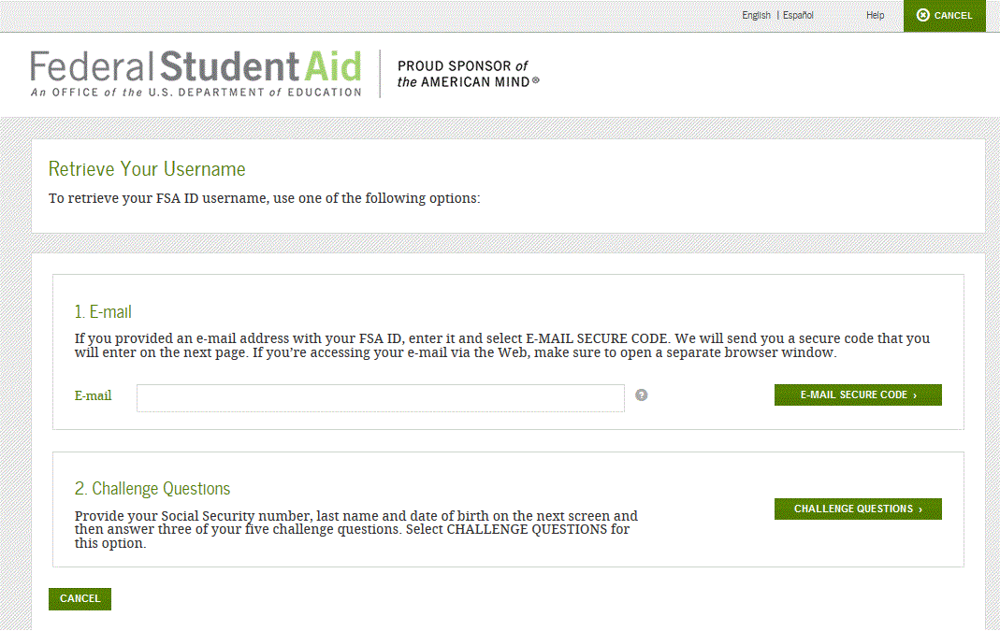 English | Español Help CANCEL
Federal Student Aid
An OFFICE of the U.S. DEPARTMENT of EDUCATION
PROUD SPONSOR of
the AMERICAN MIND®
Retrieve Your Username
To retrieve your FSA ID username, use one of the following options:
1. E-mail
If you provided an e-mail address with your FSA ID, enter it and select E-MAIL SECURE CODE. We will send you a secure code that you
will enter on the next page. If you’re accessing your e-mail via the Web, make sure to open a separate browser window.
E-mail ? E-MAIL SECURE CODE ›
2. Challenge Questions
Provide your Social Security number, last name and date of birth on the next screen and
then answer three of your five challenge questions. Select CHALLENGE QUESTIONS for
this option.
CHALLENGE QUESTIONS ›
CANCEL